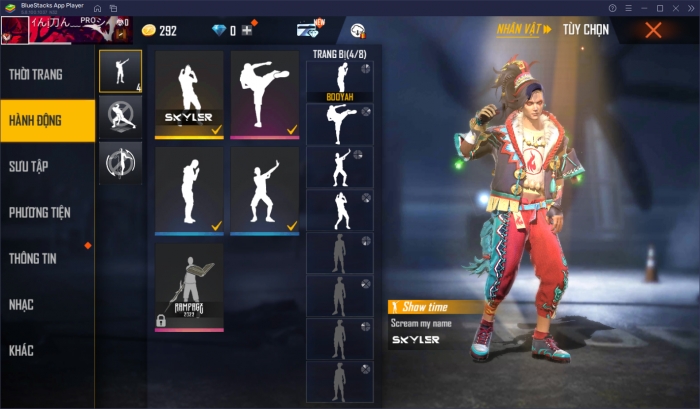 BlueStacks App Player
PRO
292
0
NEW
NHÂN VẬT
TÙY CHỌN
THỜI TRANG
HÀNH ĐỘNG
SƯU TẬP
PHƯƠNG TIỆN
THÔNG TIN
NHẠC
KHÁC
4
SKYLER
RAMPAGE
TRANG BỊ(4/8)
BOOYAH
Show time
Scream my name
SKYLER